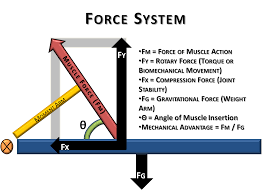 FORCE SYSTEM
FY
MUSCLE FORCE (FM)
MOMENT ARM
Θ
X
FX
FG
•FM = FORCE OF MUSCLE ACTION
•FY = ROTARY FORCE (TORQUE OR
BIOMECHANICAL MOVEMENT)
•FX = COMPRESSION FORCE (JOINT
STABILITY)
•FG = GRAVITATIONAL FORCE (WEIGHT
ARM)
•Θ = ANGLE OF MUSCLE INSERTION
•MECHANICAL ADVANTAGE = FM / FG